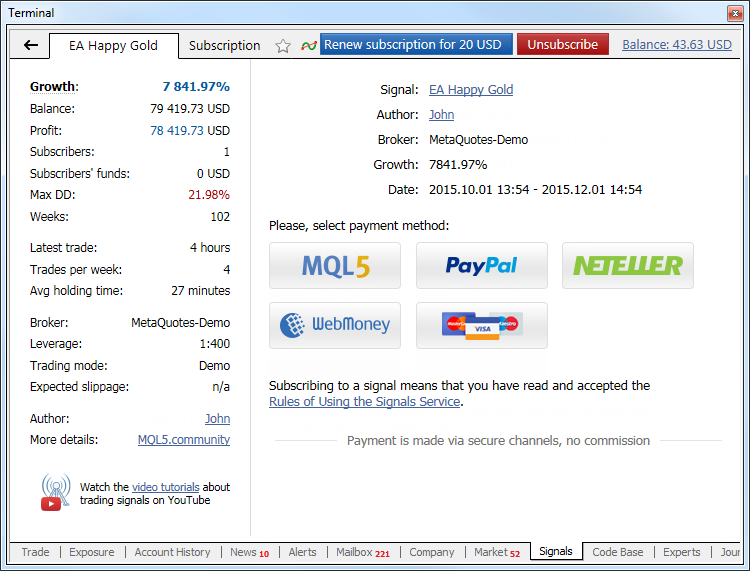 Terminal
EA Happy Gold Subscription Renew subscription for 20 USD Unsubscribe Balance: 43.63 USD
Growth: 7 841.97%
Balance: 79 419.73 USD
Profit: 78 419.73 USD
Subscribers: 1
Subscribers' funds: 0 USD
Max DD: 21.98%
Weeks: 102
Latest trade: 4 hours
Trades per week: 4
Avg holding time: 27 minutes
Broker: MetaQuotes-Demo
Leverage: 1:400
Trading mode: Demo
Expected slippage: n/a
Author: John
More details: MQL5.community
Watch the video tutorials about
trading signals on YouTube
Signal: EA Happy Gold
Author: John
Broker: MetaQuotes-Demo
Growth: 7841.97%
Date: 2015.10.01 13:54 - 2015.12.01 14:54
Please, select payment method:
MQL5 PayPal NETELLER
WebMoney MasterCard VISA Maestro
Subscribing to a signal means that you have read and accepted the
Rules of Using the Signals Service.
Payment is made via secure channels, no commission
Trade Exposure Account History News 10 Alerts Mailbox 221 Company Market 52 Signals Code Base Experts Jour